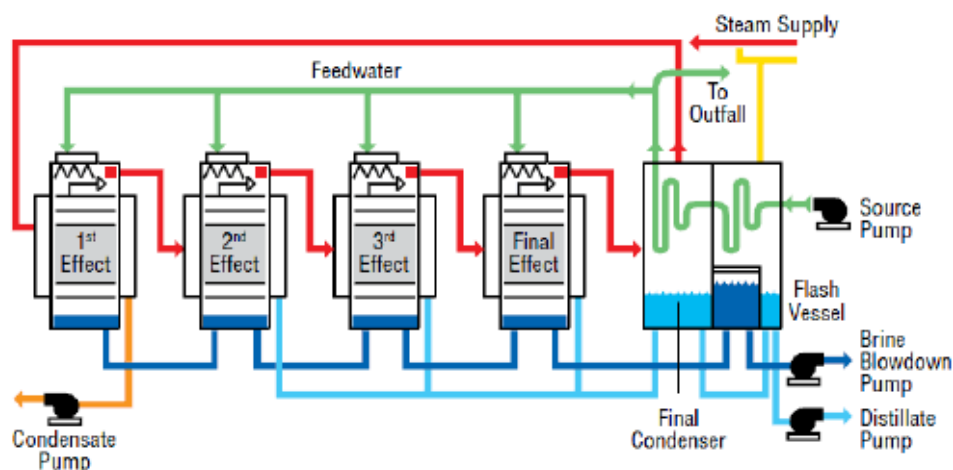 Steam Supply
Feedwater
To
Outfall
1st
Effect
2nd
Effect
3rd
Effect
Final
Effect
Source
Pump
Flash
Vessel
Brine
Blowdown
Pump
Final
Condenser
Distillate
Pump
Condensate
Pump